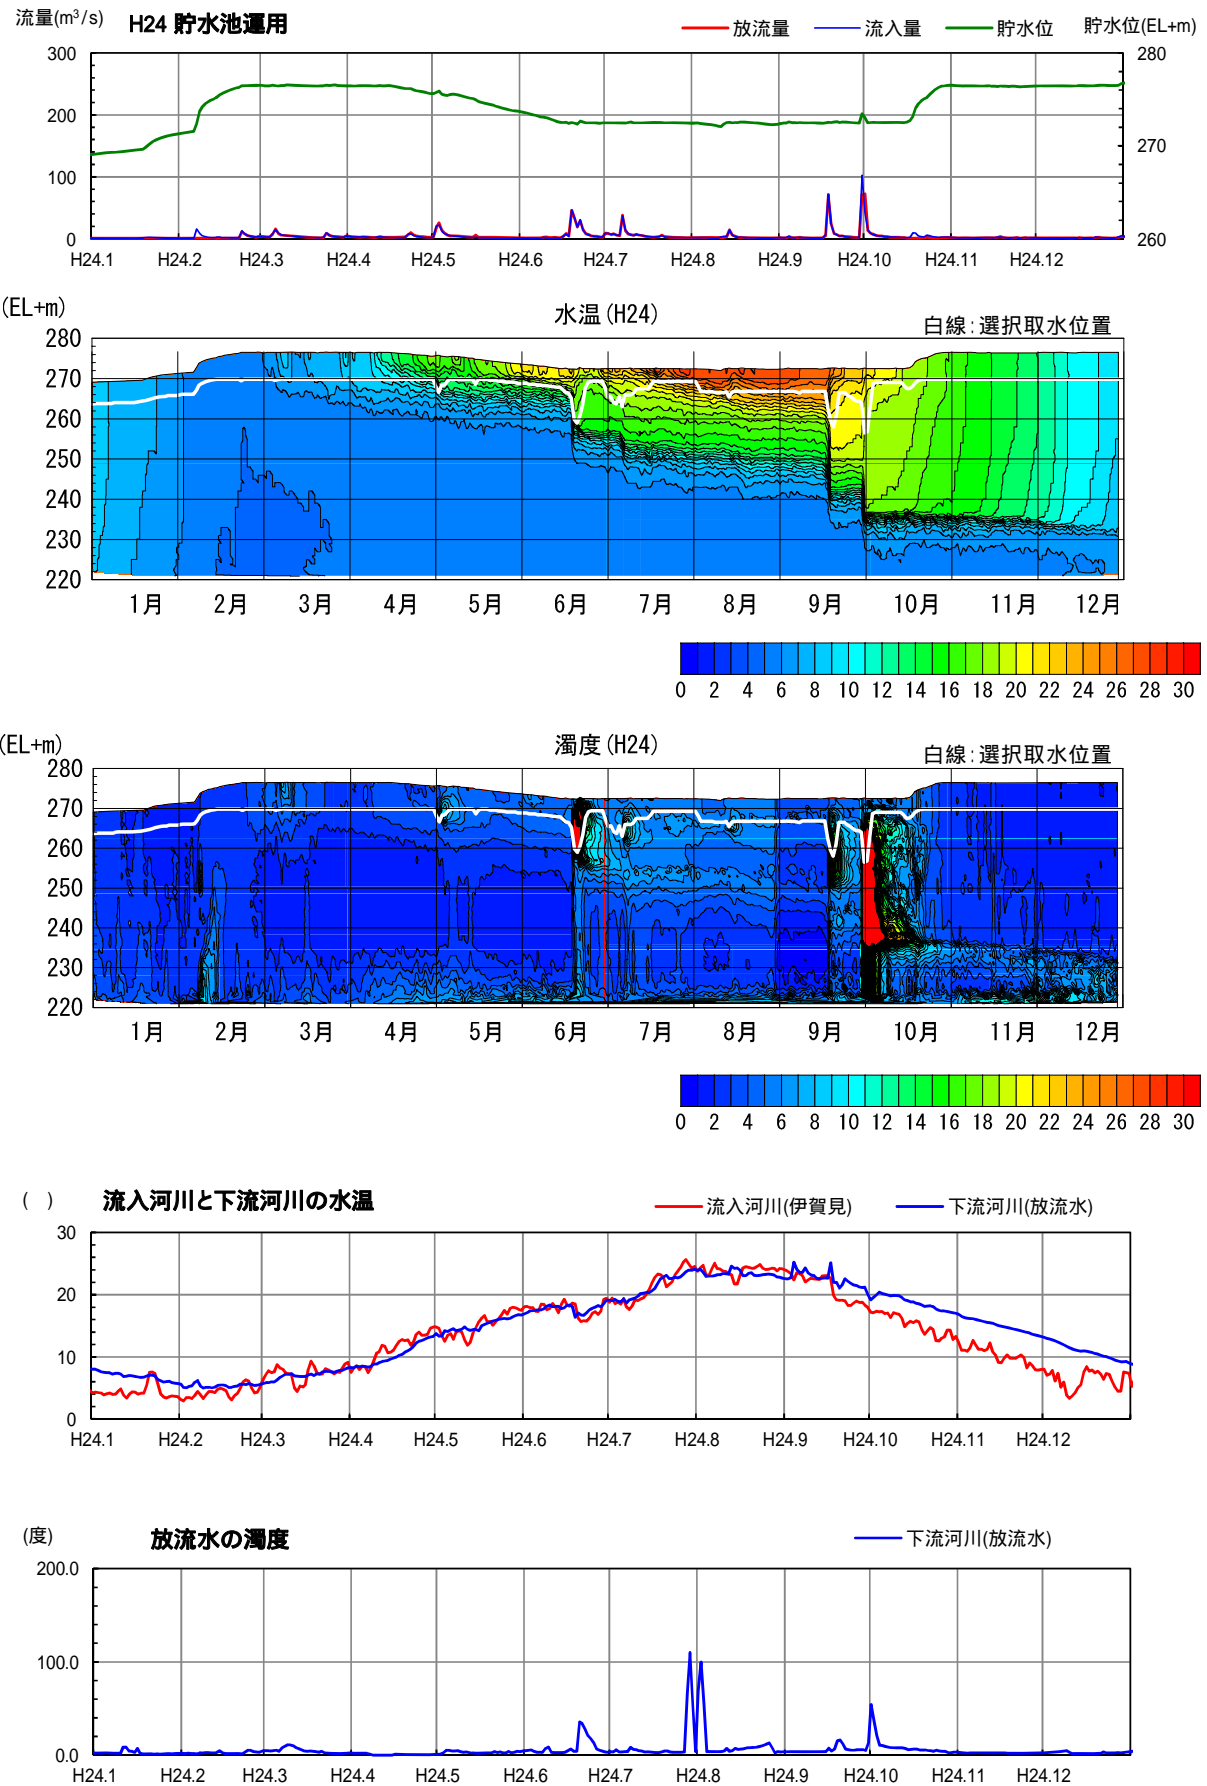 流量(m³/s) H24 貯水池運用 放流量 流入量 貯水位 貯水位(EL+m)
300 280
200
270
100
0 260
H24.1 H24.2 H24.3 H24.4 H24.5 H24.6 H24.7 H24.8 H24.9 H24.10 H24.11 H24.12
(EL+m) 水温(H24) 白線:選択取水位置
280
270
260
250
240
230
220
1月 2月 3月 4月 5月 6月 7月 8月 9月 10月 11月 12月
0 2 4 6 8 10 12 14 16 18 20 22 24 26 28 30
(EL+m) 濁度(H24) 白線:選択取水位置
280
270
260
250
240
230
220
1月 2月 3月 4月 5月 6月 7月 8月 9月 10月 11月 12月
0 2 4 6 8 10 12 14 16 18 20 22 24 26 28 30
( ) 流入河川と下流河川の水温 流入河川(伊賀見) 下流河川(放流水)
30
20
10
0
H24.1 H24.2 H24.3 H24.4 H24.5 H24.6 H24.7 H24.8 H24.9 H24.10 H24.11 H24.12
(度) 放流水の濁度 下流河川(放流水)
200.0
100.0
0.0
H24.1 H24.2 H24.3 H24.4 H24.5 H24.6 H24.7 H24.8 H24.9 H24.10 H24.11 H24.12